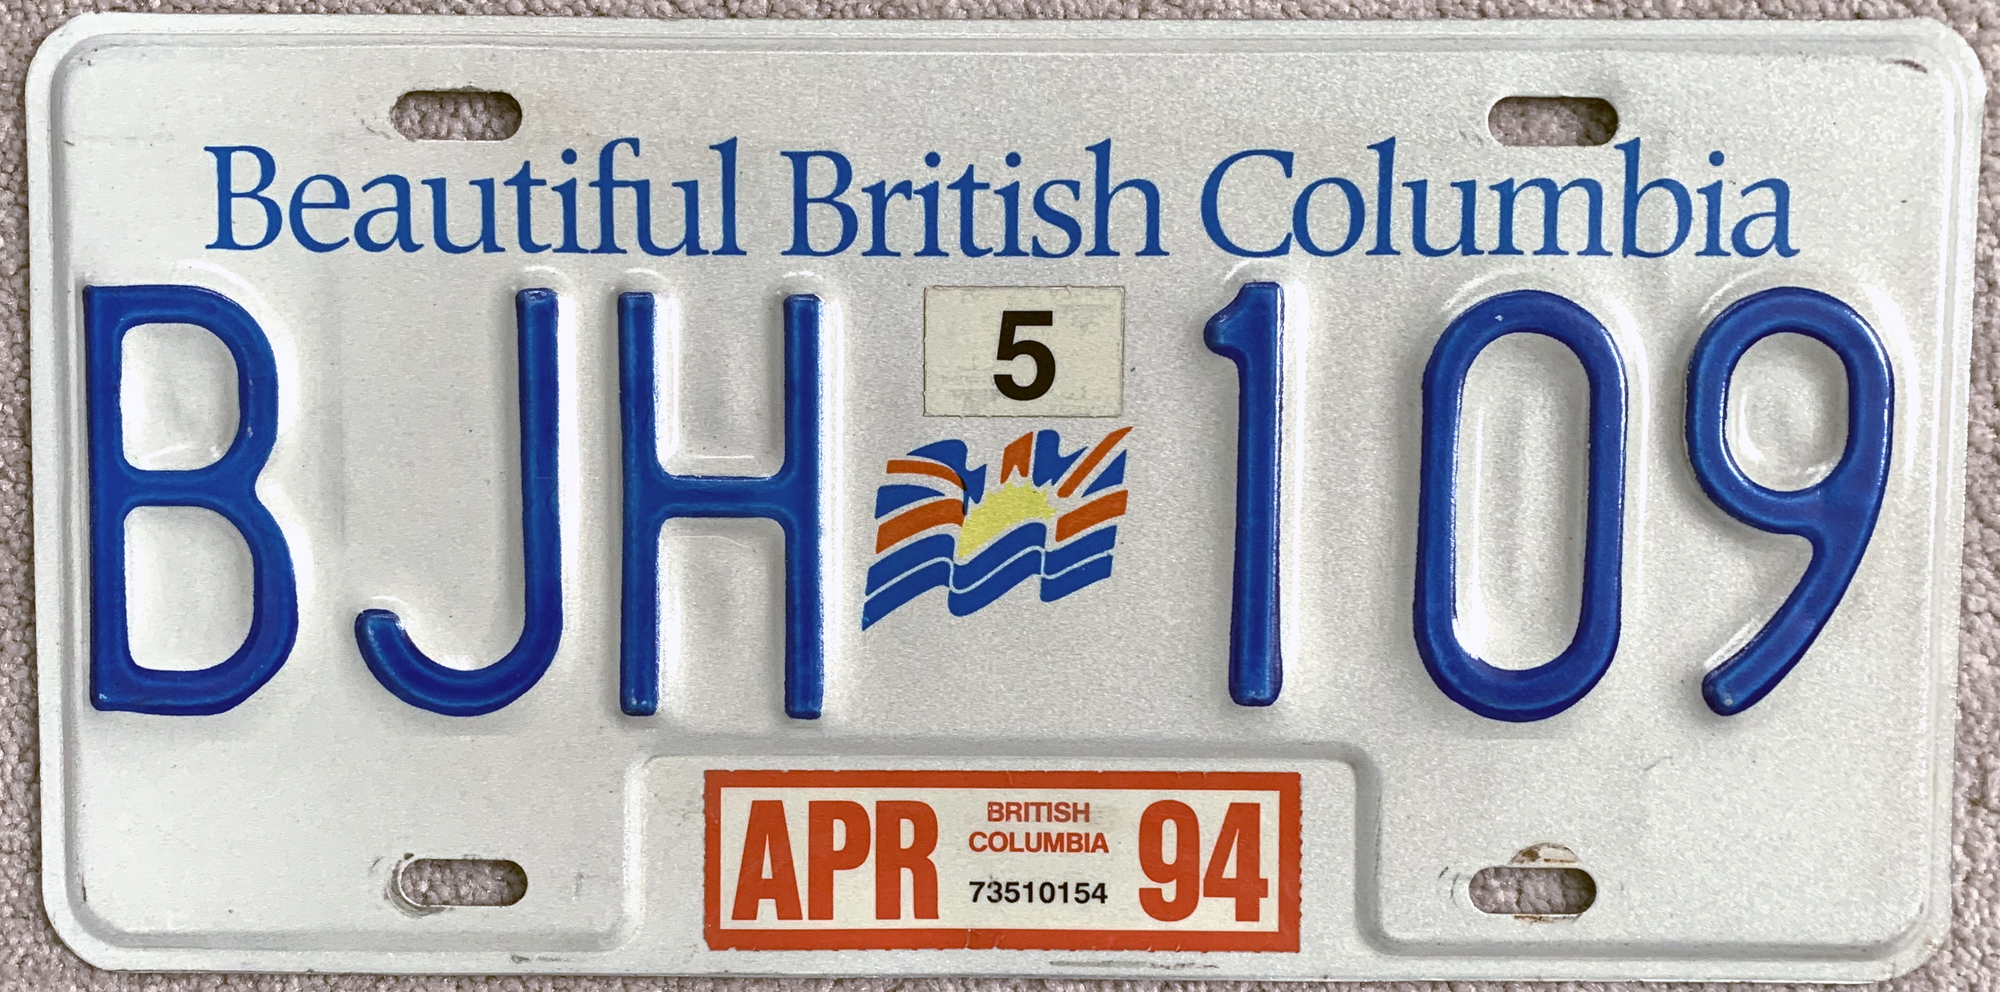 Beautiful British Columbia
BJH 5 109
APR BRITISH COLUMBIA 73510154 94